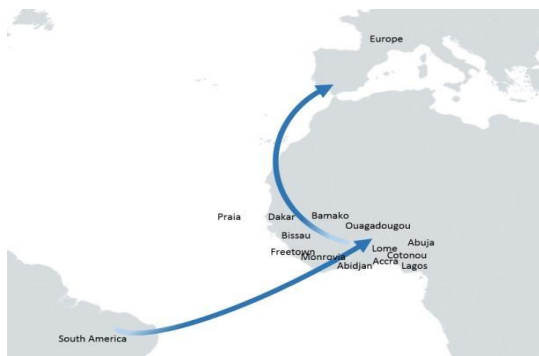 Europe
Praia
Dakar
Bamako
Ouagadougou
Bissau
Abuja
Freetown
Monrovia
Lome
Cotonou
Accra
Abidjan
Lagos
South America